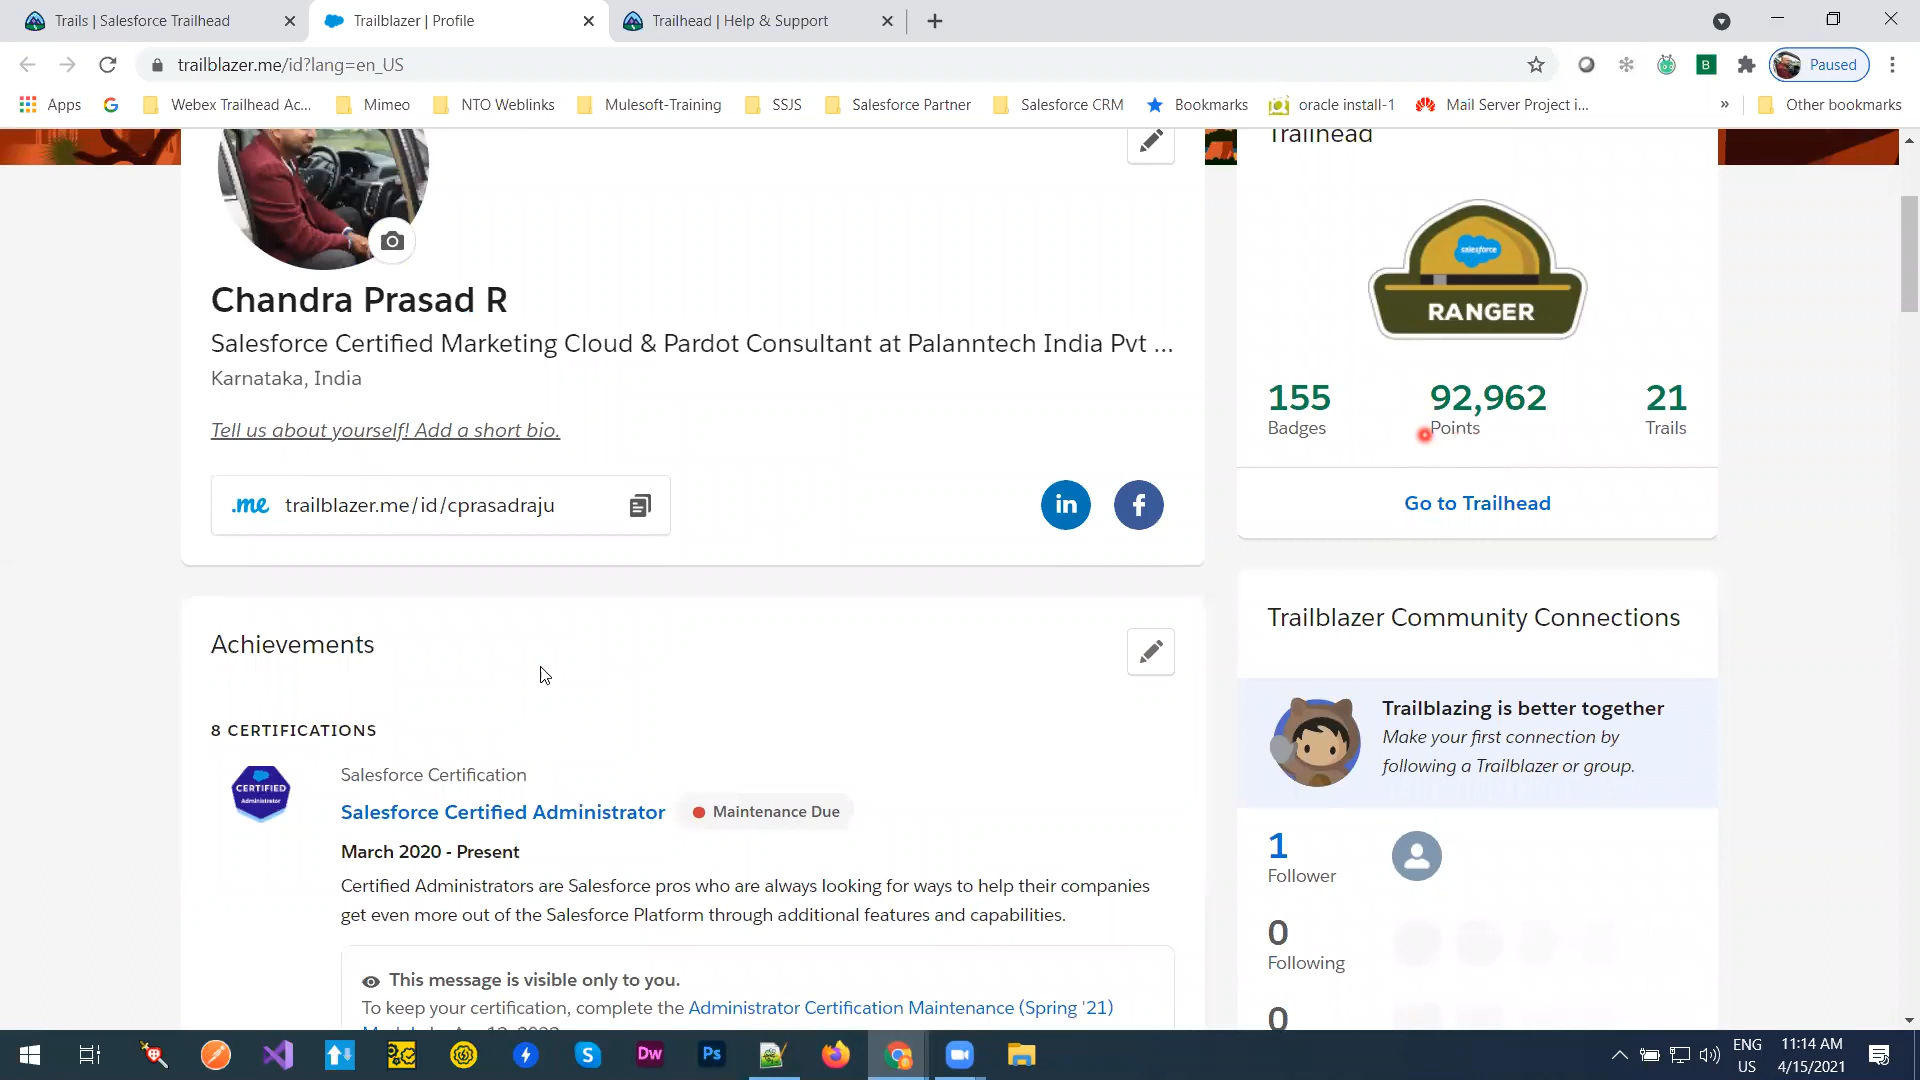 Trails | Salesforce Trailhead
Trailblazer | Profile
Trailhead | Help & Support
trailblazer.me/id?lang=en_US
B
Paused
Apps
Webex Trailhead Ac...
Mimeo
NTO Weblinks
Mulesoft-Training
SSJS
Salesforce Partner
Salesforce CRM
Bookmarks
oracle install-1
Mail Server Project i...
»
Other bookmarks
Chandra Prasad R
Salesforce Certified Marketing Cloud & Pardot Consultant at Palanntech India Pvt ...
Karnataka, India
Tell us about yourself! Add a short bio.
.me trailblazer.me/id/cprasadraju
in f
Achievements
8 CERTIFICATIONS
CERTIFIED
Administrator
Salesforce Certification
Salesforce Certified Administrator Maintenance Due
March 2020 - Present
Certified Administrators are Salesforce pros who are always looking for ways to help their companies
get even more out of the Salesforce Platform through additional features and capabilities.
This message is visible only to you.
To keep your certification, complete the Administrator Certification Maintenance (Spring '21)
Trailhead
salesforce
RANGER
155 92,962 21
Badges Points Trails
Go to Trailhead
Trailblazer Community Connections
Trailblazing is better together
Make your first connection by
following a Trailblazer or group.
1
Follower
0
Following
0
S
Dw
Ps
ENG
US
11:14 AM
4/15/2021